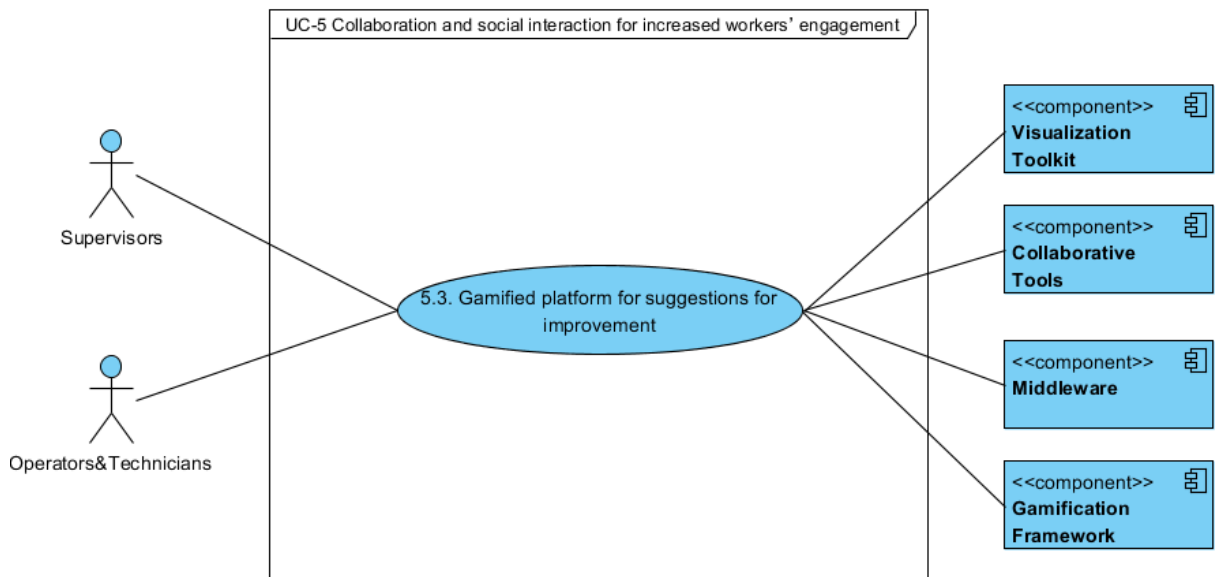 UC-5 Collaboration and social interaction for increased workers’ engagement
Supervisors
Operators&Technicians
5.3. Gamified platform for suggestions for
improvement
<<component>>
Visualization
Toolkit
<<component>>
Collaborative
Tools
<<component>>
Middleware
<<component>>
Gamification
Framework